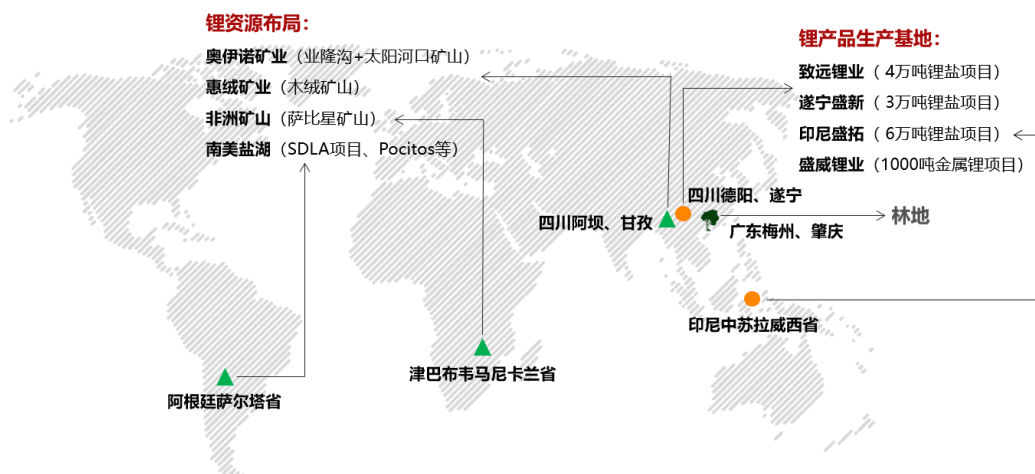 锂资源布局：
奥伊诺矿业（业隆沟+太阳河口矿山）
惠绒矿业（木绒矿山）
非洲矿山（萨比星矿山）
南美盐湖（SDLA项目、Pocitos等）
锂产品生产基地：
致远锂业（ 4万吨锂盐项目）
遂宁盛新（ 3万吨锂盐项目）
印尼盛拓（ 6万吨锂盐项目）
盛威锂业（1000吨金属锂项目）
四川德阳、遂宁
四川阿坝、甘孜
林地
广东梅州、肇庆
印尼中苏拉威西省
津巴布韦马尼卡兰省
阿根廷萨尔塔省